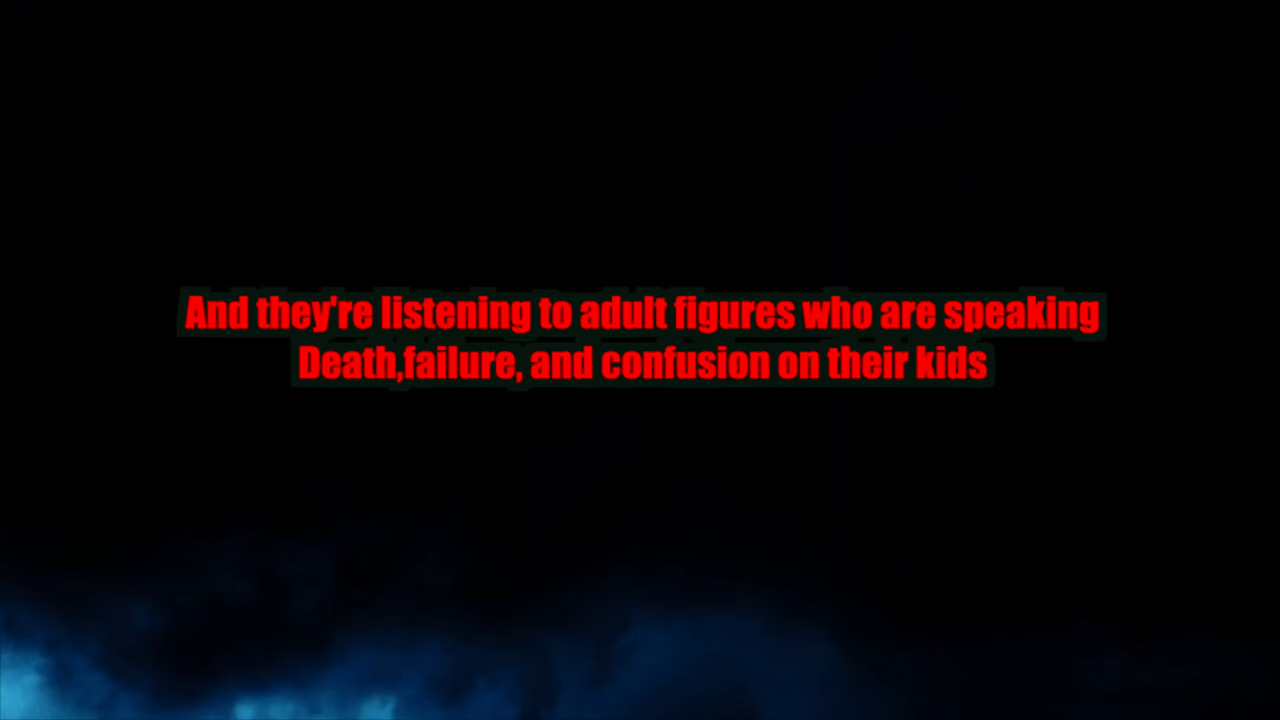 And they're listening to adult figures who are speaking
Death,failure, and confusion on their kids